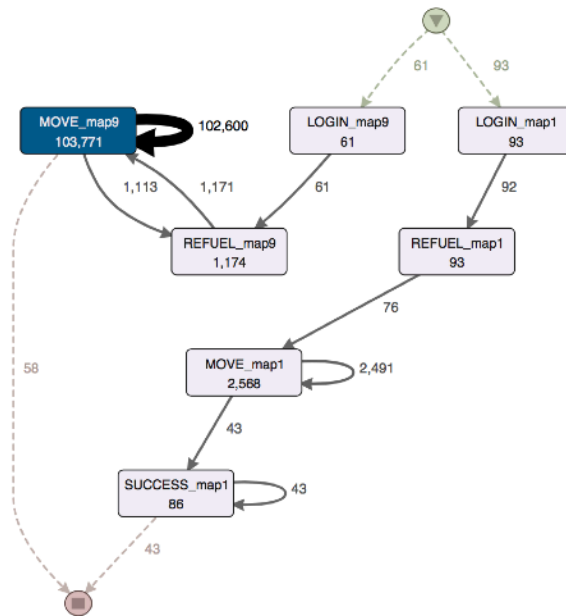 61
93
MOVE_map9
103,771
102,600
LOGIN_map9
61
LOGIN_map1
93
1,113
1,171
61
92
REFUEL_map9
1,174
REFUEL_map1
93
76
58
MOVE_map1
2,568
2,491
43
SUCCESS_map1
86
43
43